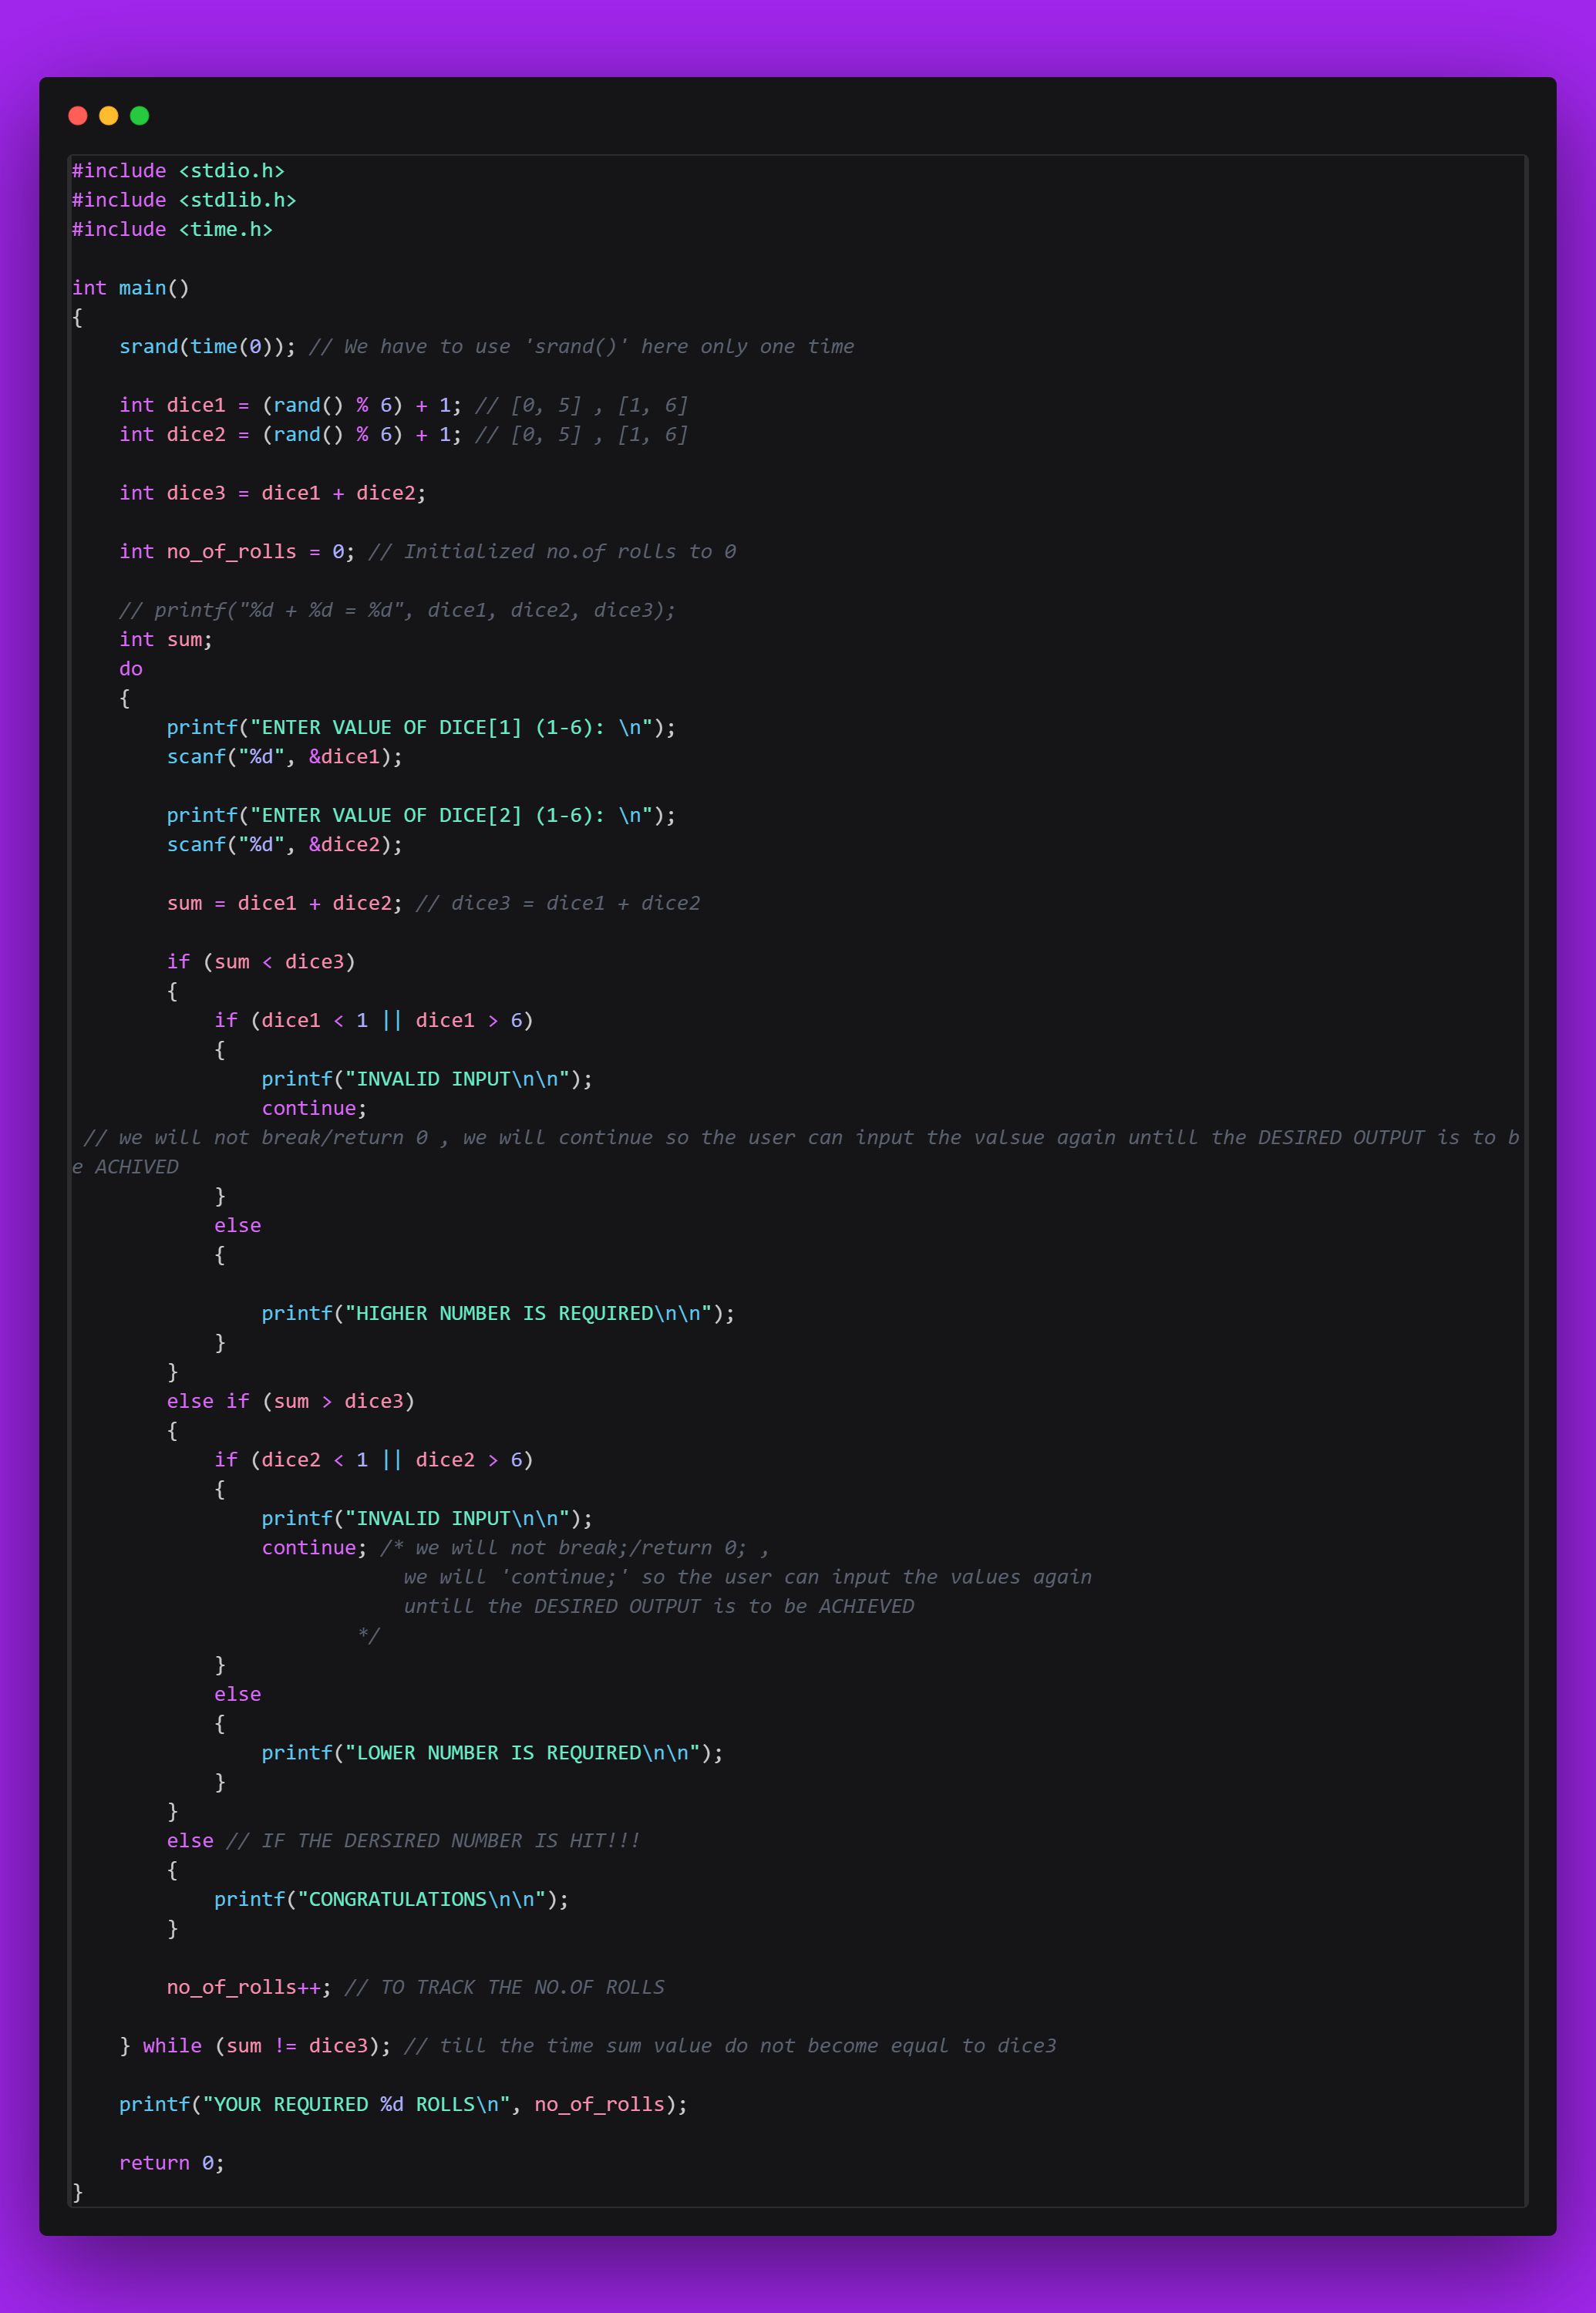 #include <stdio.h>
#include <stdlib.h>
#include <time.h>

int main()
{
    srand(time(0)); // We have to use 'srand()' here only one time

    int dice1 = (rand() % 6) + 1; // [0, 5] , [1, 6]
    int dice2 = (rand() % 6) + 1; // [0, 5] , [1, 6]

    int dice3 = dice1 + dice2;

    int no_of_rolls = 0; // Initialized no.of rolls to 0

    // printf("%d + %d = %d", dice1, dice2, dice3);
    int sum;
    do
    {
        printf("ENTER VALUE OF DICE[1] (1-6): \n");
        scanf("%d", &dice1);

        printf("ENTER VALUE OF DICE[2] (1-6): \n");
        scanf("%d", &dice2);

        sum = dice1 + dice2; // dice3 = dice1 + dice2

        if (sum < dice3)
        {
            if (dice1 < 1 || dice1 > 6)
            {
                printf("INVALID INPUT\n\n");
                continue;
 // we will not break/return 0 , we will continue so the user can input the valsue again untill the DESIRED OUTPUT is to b
e ACHIVED
            }
            else
            {

                printf("HIGHER NUMBER IS REQUIRED\n\n");
            }
        }
        else if (sum > dice3)
        {
            if (dice2 < 1 || dice2 > 6)
            {
                printf("INVALID INPUT\n\n");
                continue; /* we will not break;/return 0; ,
                            we will 'continue;' so the user can input the values again
                            untill the DESIRED OUTPUT is to be ACHIEVED
                        */
            }
            else
            {
                printf("LOWER NUMBER IS REQUIRED\n\n");
            }
        }
        else // IF THE DERSIRED NUMBER IS HIT!!!
        {
            printf("CONGRATULATIONS\n\n");
        }

        no_of_rolls++; // TO TRACK THE NO.OF ROLLS

    } while (sum != dice3); // till the time sum value do not become equal to dice3

    printf("YOUR REQUIRED %d ROLLS\n", no_of_rolls);

    return 0;
}